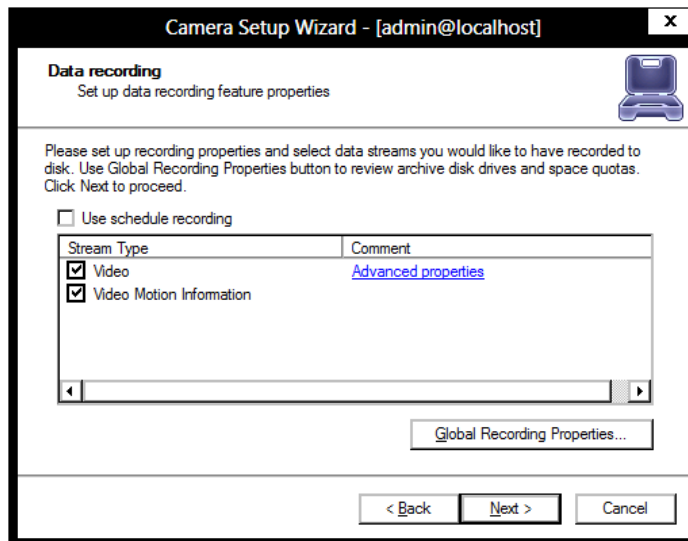 Camera Setup Wizard - [admin@localhost]
x
Data recording
Set up data recording feature properties
Please set up recording properties and select data streams you would like to have recorded to
disk. Use Global Recording Properties button to review archive disk drives and space quotas.
Click Next to proceed.
Use schedule recording
Stream Type Comment
Video Advanced properties
Video Motion Information
Global Recording Properties...
< Back Next > Cancel